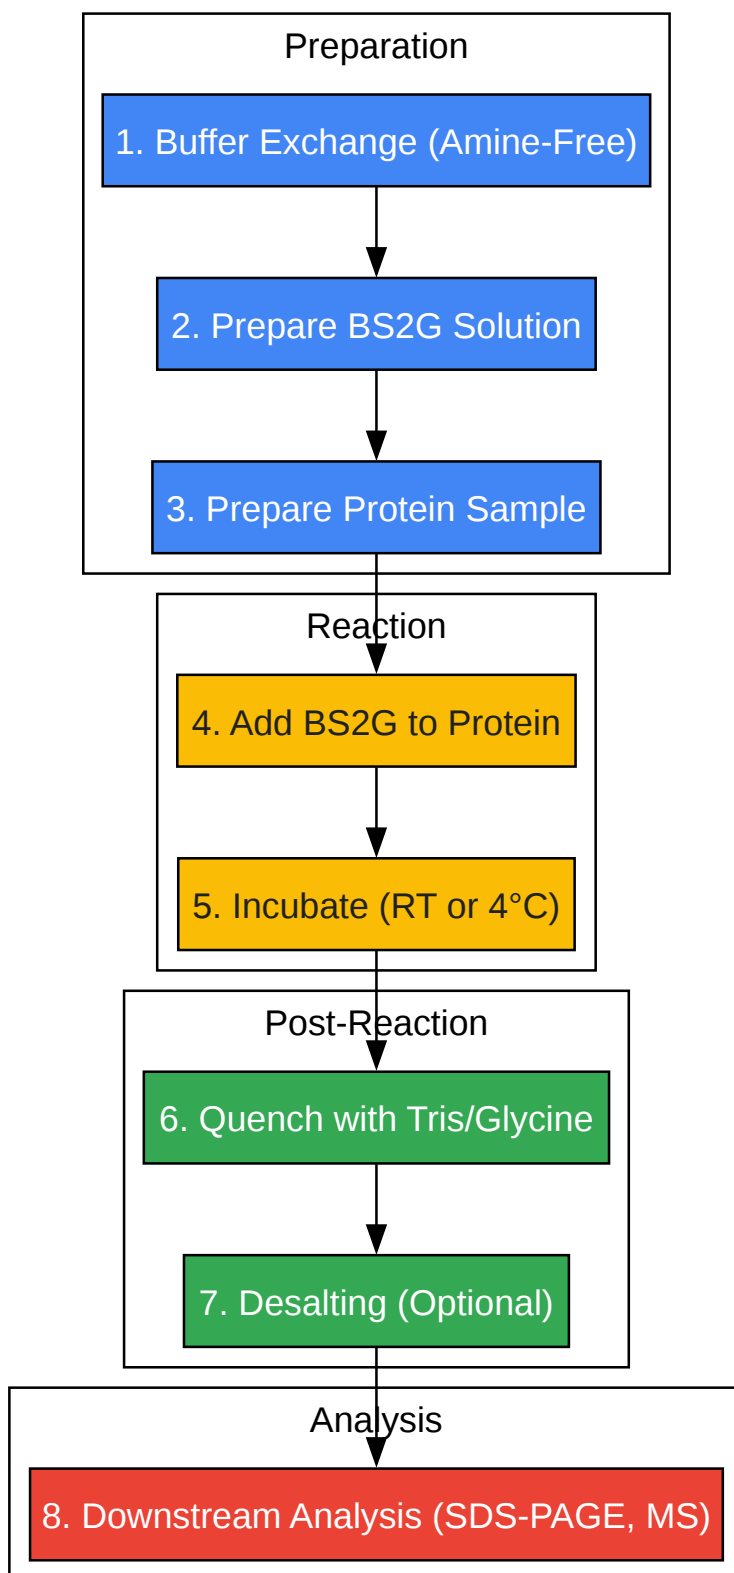 Preparation
1. Buffer Exchange (Amine-Free)
2. Prepare BS2G Solution
3. Prepare Protein Sample
Reaction
4. Add BS2G to Protein
5. Incubate (RT or 4°C)
Post-Reaction
6. Quench with Tris/Glycine
7. Desalting (Optional)
Analysis
8. Downstream Analysis (SDS-PAGE, MS)